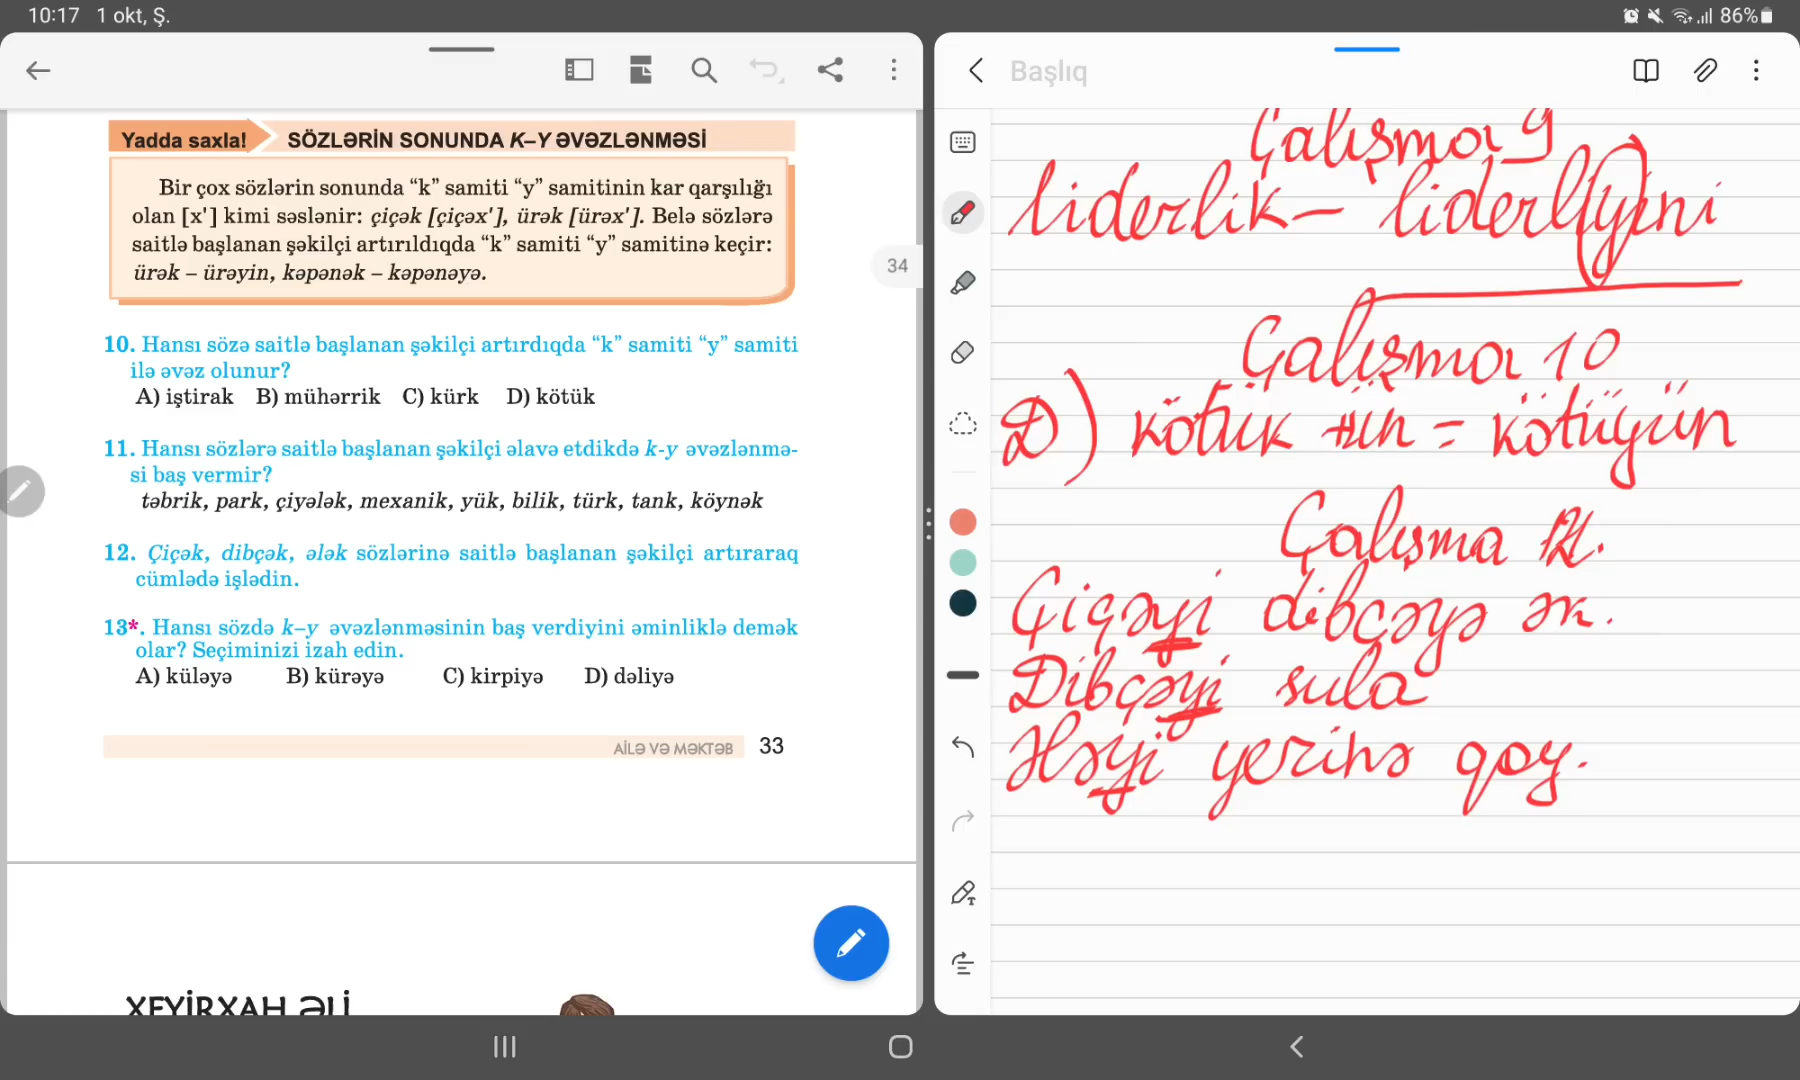 10:17 1 okt, Ş.
86%
Yadda saxla! SÖZLƏRİN SONUNDA K–Y ƏVƏZLƏNMƏSİ
Bir çox sözlərin sonunda “k” samiti “y” samitinin kar qarşılığı
olan [x'] kimi səslənir: çiçək [çiçəx'], ürək [ürəx']. Belə sözlərə
saitlə başlanan şəkilçi artırıldıqda “k” samiti “y” samitinə keçir:
ürək – ürəyin, kəpənək – kəpənəyə.
34
10. Hansı sözə saitlə başlanan şəkilçi artırdıqda “k” samiti “y” samiti
ilə əvəz olunur?
A) iştirak B) mühərrik C) kürk D) kötük
11. Hansı sözlərə saitlə başlanan şəkilçi əlavə etdikdə k-y əvəzlənmə-
si baş vermir?
təbrik, park, çiyələk, mexanik, yük, bilik, türk, tank, köynək
12. Çiçək, dibçək, ələk sözlərinə saitlə başlanan şəkilçi artıraraq
cümlədə işlədin.
13*. Hansı sözdə k–y əvəzlənməsinin baş verdiyini əminliklə demək
olar? Seçiminizi izah edin.
A) küləyə B) kürəyə C) kirpiyə D) dəliyə
AİLƏ VƏ MƏKTƏB 33
XEYİRXAH ƏLİ
Başlıq
Çalışma 9
liderlik – liderliyini
Çalışma 10
D) kötük +ün = kötüyün
Çalışma 12.
Çiçəyi dibçəyə ək.
Dibçəyi sula
Ələyi yerinə qoy.